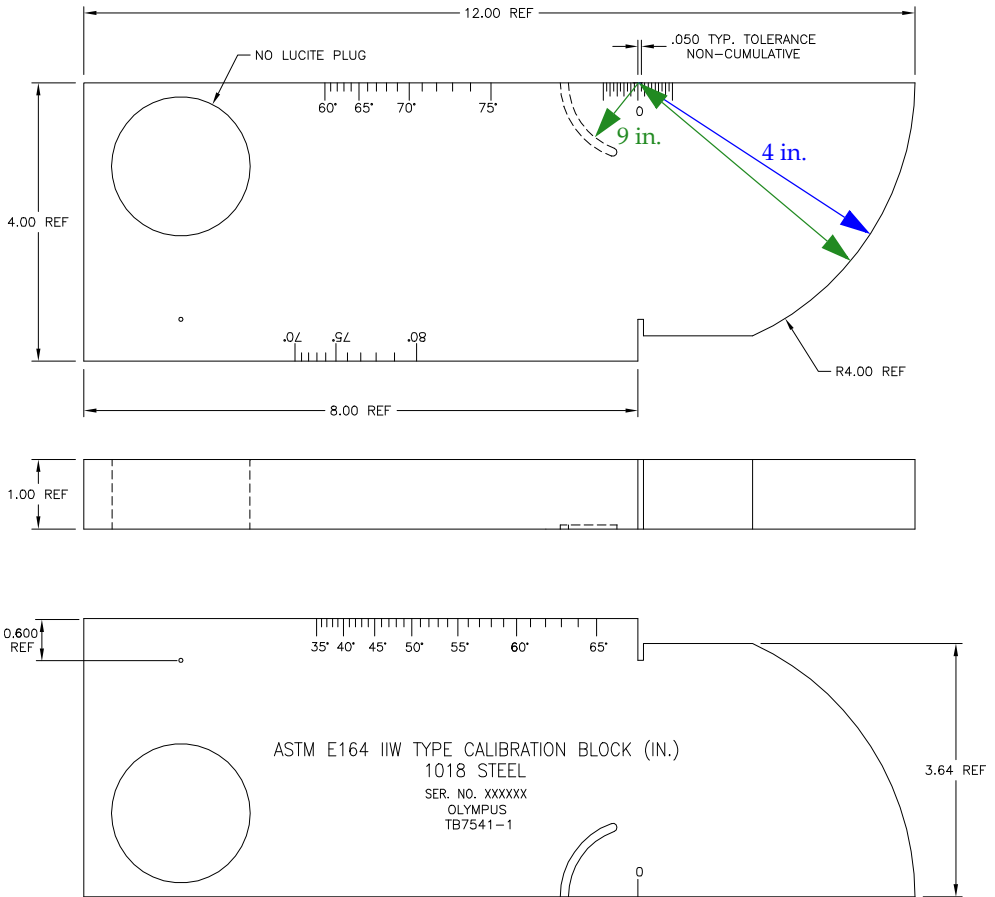 12.00 REF
.050 TYP. TOLERANCE
NON-CUMULATIVE
NO LUCITE PLUG
60° 65° 70° 75°
0
9 in.
4 in.
4.00 REF
70° 75° 80°
R4.00 REF
8.00 REF
1.00 REF
0.600
REF
35° 40° 45° 50° 55° 60° 65°
ASTM E164 IIW TYPE CALIBRATION BLOCK (IN.)
1018 STEEL
SER. NO. XXXXXX
OLYMPUS
TB7541-1
3.64 REF
0